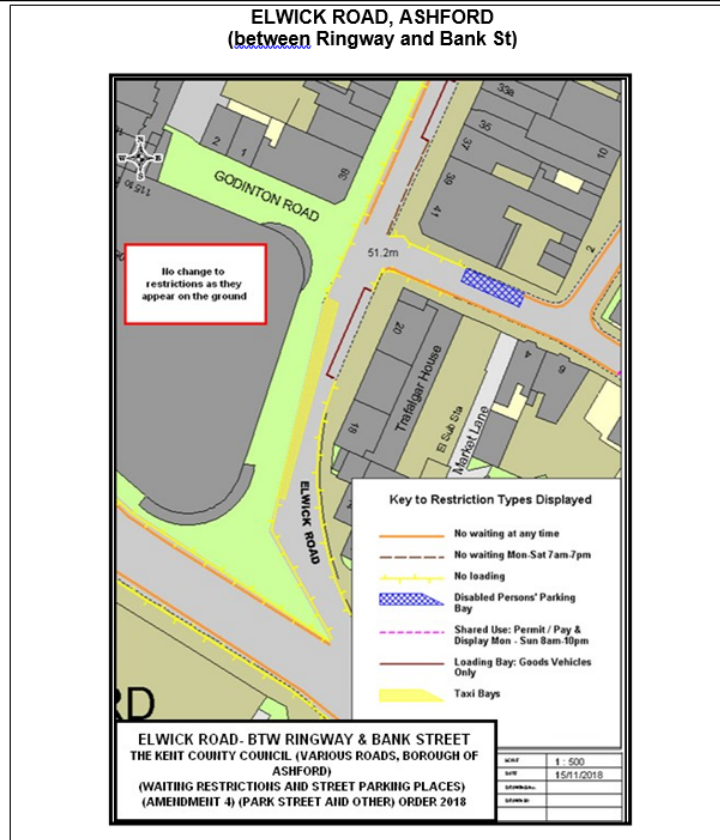 ELWICK ROAD, ASHFORD
(between Ringway and Bank St)
N
W E
S
2
1
38
33a
35
37
39
41
10
2
GODINTON ROAD
51.2m
No change to
restrictions as they
appear on the ground
20
Trafalgar House
18
El Sub Sta
Market Lane
4
6
ELWICK ROAD
Key to Restriction Types Displayed
No waiting at any time
No waiting Mon-Sat 7am-7pm
No loading
Disabled Persons' Parking
Bay
Shared Use: Permit / Pay &
Display Mon - Sun 8am-10pm
Loading Bay: Goods Vehicles
Only
Taxi Bays
RD
ELWICK ROAD- BTW RINGWAY & BANK STREET
THE KENT COUNTY COUNCIL (VARIOUS ROADS, BOROUGH OF
ASHFORD)
(WAITING RESTRICTIONS AND STREET PARKING PLACES)
(AMENDMENT 4) (PARK STREET AND OTHER) ORDER 2018
SCALE 1 : 500
DATE 15/11/2018